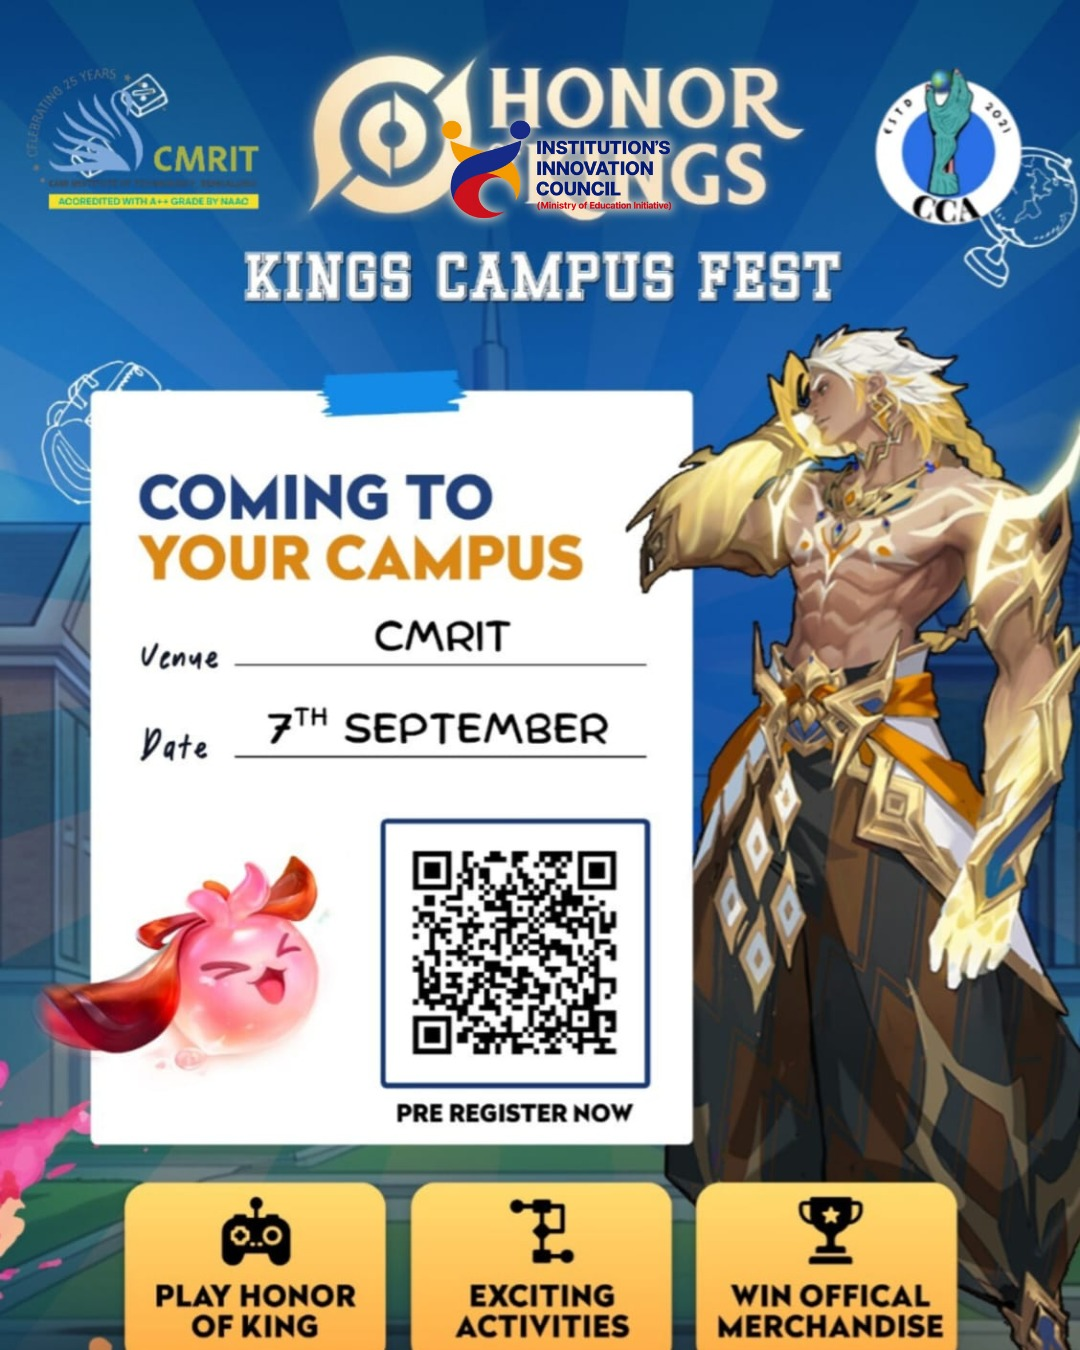 CELEBRATING 25 YEARS
CMRIT
ACCREDITED WITH A++ GRADE BY NAAC
HONOR
KINGS
INSTITUTION'S
INNOVATION
COUNCIL
(Ministry of Education Initiative)
ESTD 2021
CCA
KINGS CAMPUS FEST
COMING TO
YOUR CAMPUS
Venue CMRIT
Date 7TH SEPTEMBER
PRE REGISTER NOW
PLAY HONOR
OF KING
EXCITING
ACTIVITIES
WIN OFFICAL
MERCHANDISE